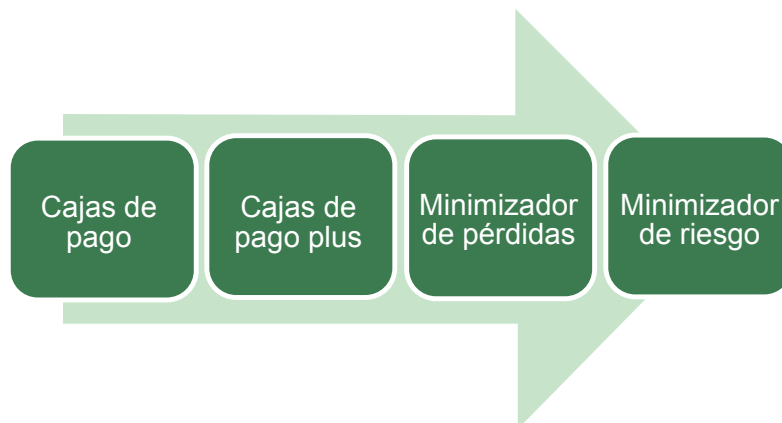 Cajas de
pago
Cajas de
pago plus
Minimizador
de pérdidas
Minimizador
de riesgo